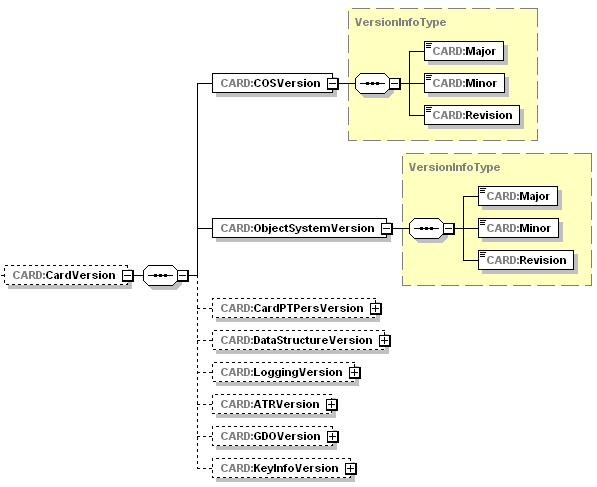 VersionInfoType
CARD:Major
CARD:COSVersion
CARD:Minor
CARD:Revision
VersionInfoType
CARD:Major
CARD:ObjectSystemVersion
CARD:Minor
CARD:Revision
CARD:CardVersion
CARD:CardPTPersVersion
CARD:DataStructureVersion
CARD:LoggingVersion
CARD:ATRVersion
CARD:GDOVersion
CARD:KeyInfoVersion